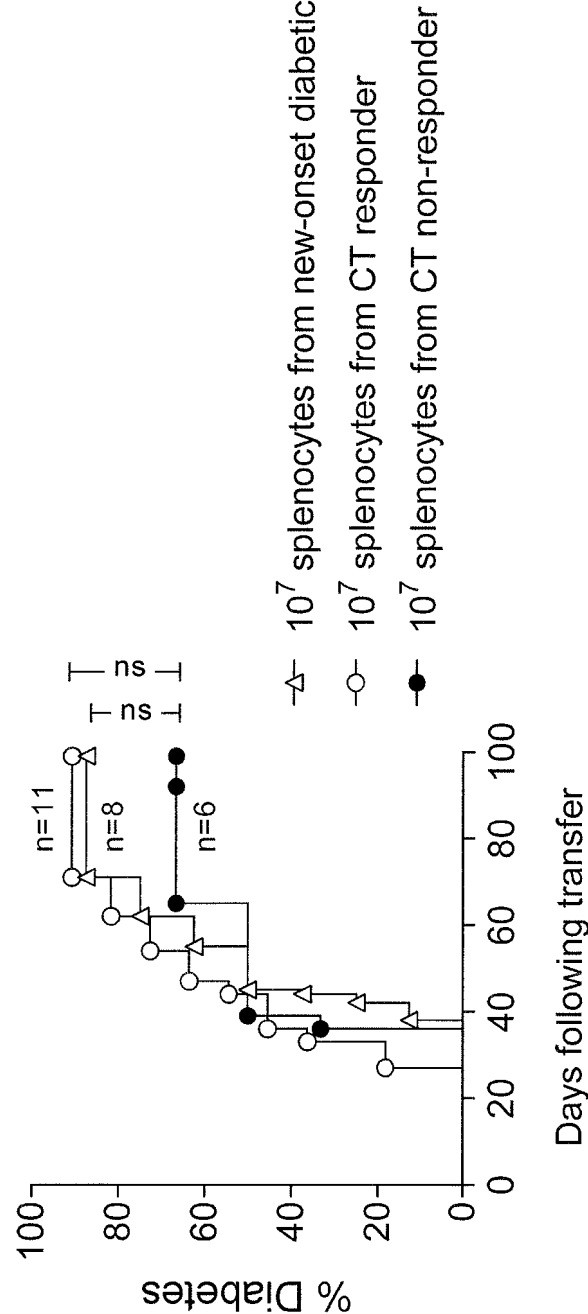 % Diabetes
100
80
60
40
20
0
0 20 40 60 80 100
Days following transfer
n=11
n=8
n=6
ns
ns
10⁷ splenocytes from new-onset diabetic
10⁷ splenocytes from CT responder
10⁷ splenocytes from CT non-responder